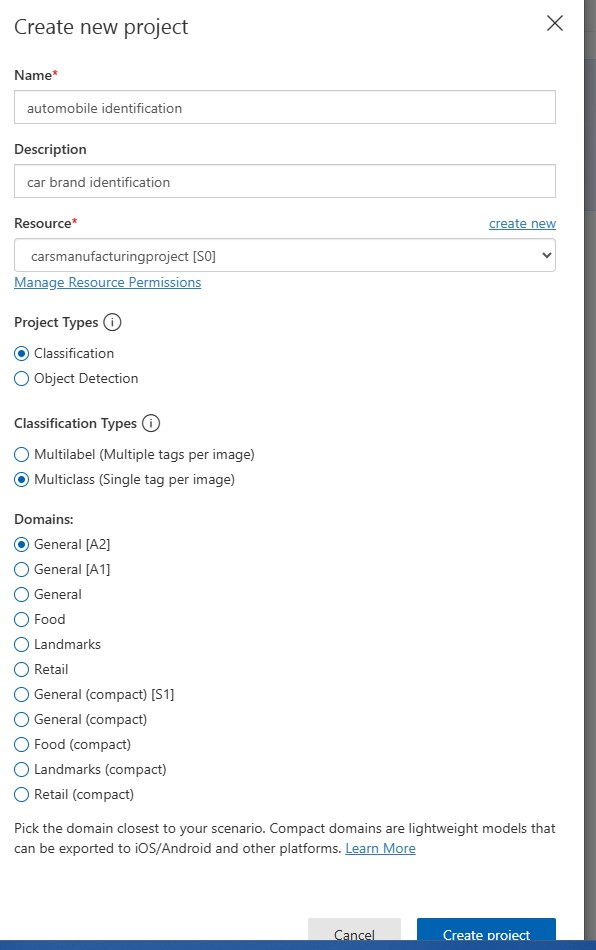 Create new project
Name*
automobile identification
Description
car brand identification
Resource*
create new
carsmanufacturingproject [S0]
Manage Resource Permissions
Project Types
Classification
Object Detection
Classification Types
Multilabel (Multiple tags per image)
Multiclass (Single tag per image)
Domains:
General [A2]
General [A1]
General
Food
Landmarks
Retail
General (compact) [S1]
General (compact)
Food (compact)
Landmarks (compact)
Retail (compact)
Pick the domain closest to your scenario. Compact domains are lightweight models that
can be exported to iOS/Android and other platforms. Learn More
Cancel
Create project